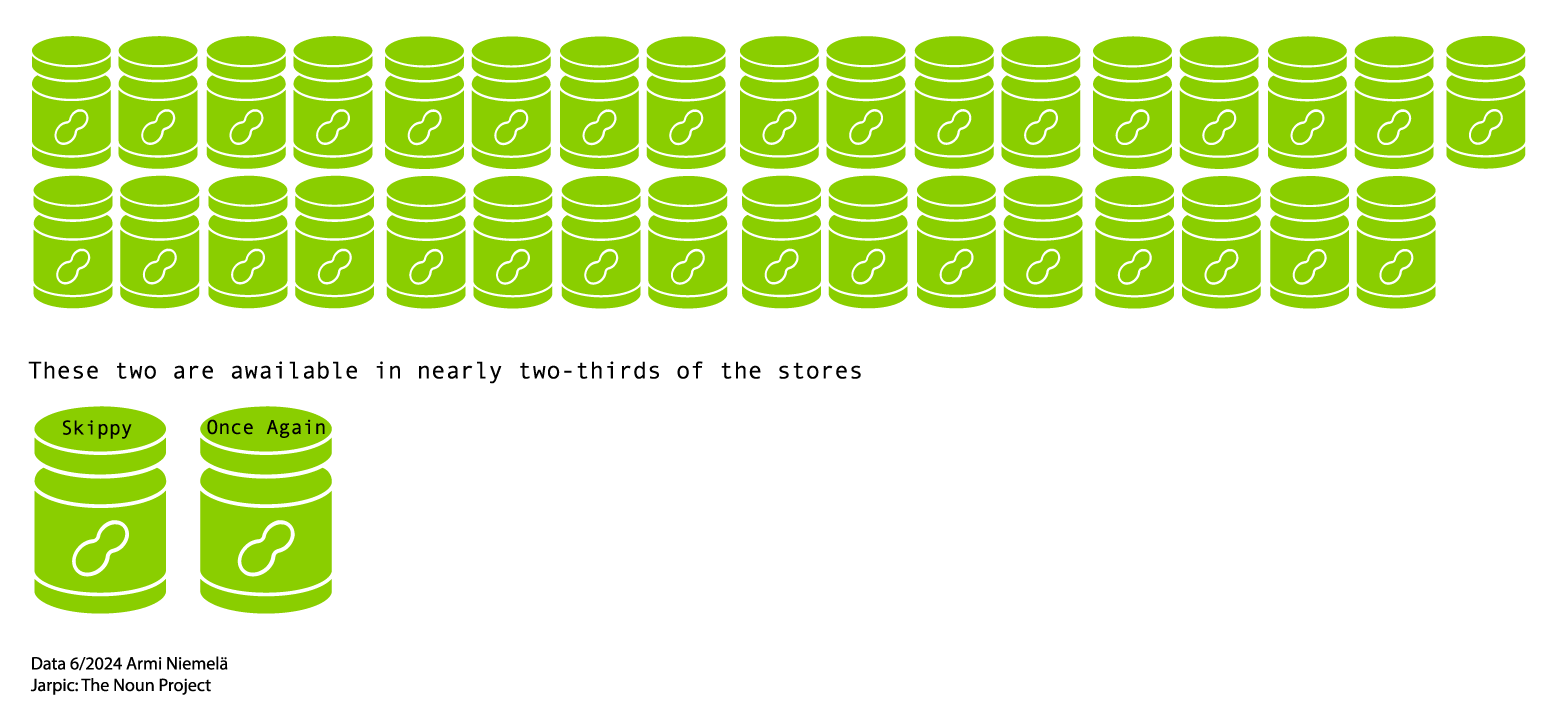 These two are awailable in nearly two-thirds of the stores
Skippy
Once Again
Data 6/2024 Armi Niemelä
Jarpic: The Noun Project